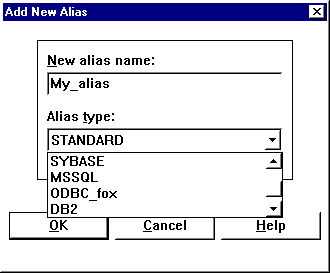 Add New Alias
New alias name:
My_alias
Alias type:
STANDARD
SYBASE
MSSQL
ODBC_fox
DB2
OK Cancel Help